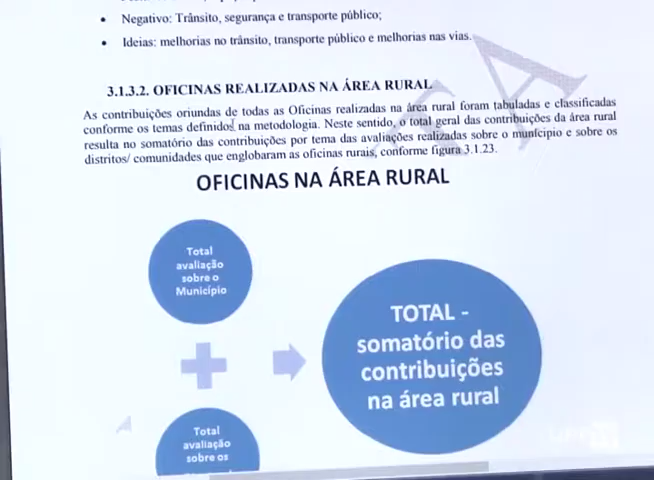 Negativo: Trânsito, segurança e transporte público;
Ideias: melhorias no trânsito, transporte público e melhorias nas vias.
3.1.3.2. OFICINAS REALIZADAS NA ÁREA RURAL
As contribuições oriundas de todas as Oficinas realizadas na área rural foram tabuladas e classificadas
conforme os temas definidos na metodologia. Neste sentido, o total geral das contribuições da área rural
resulta no somatório das contribuições por tema das avaliações realizadas sobre o município e sobre os
distritos/ comunidades que englobaram as oficinas rurais, conforme figura 3.1.23.
OFICINAS NA ÁREA RURAL
Total
avaliação
sobre o
Município
TOTAL -
somatório das
contribuições
na área rural
Total
avaliação
sobre os
TA